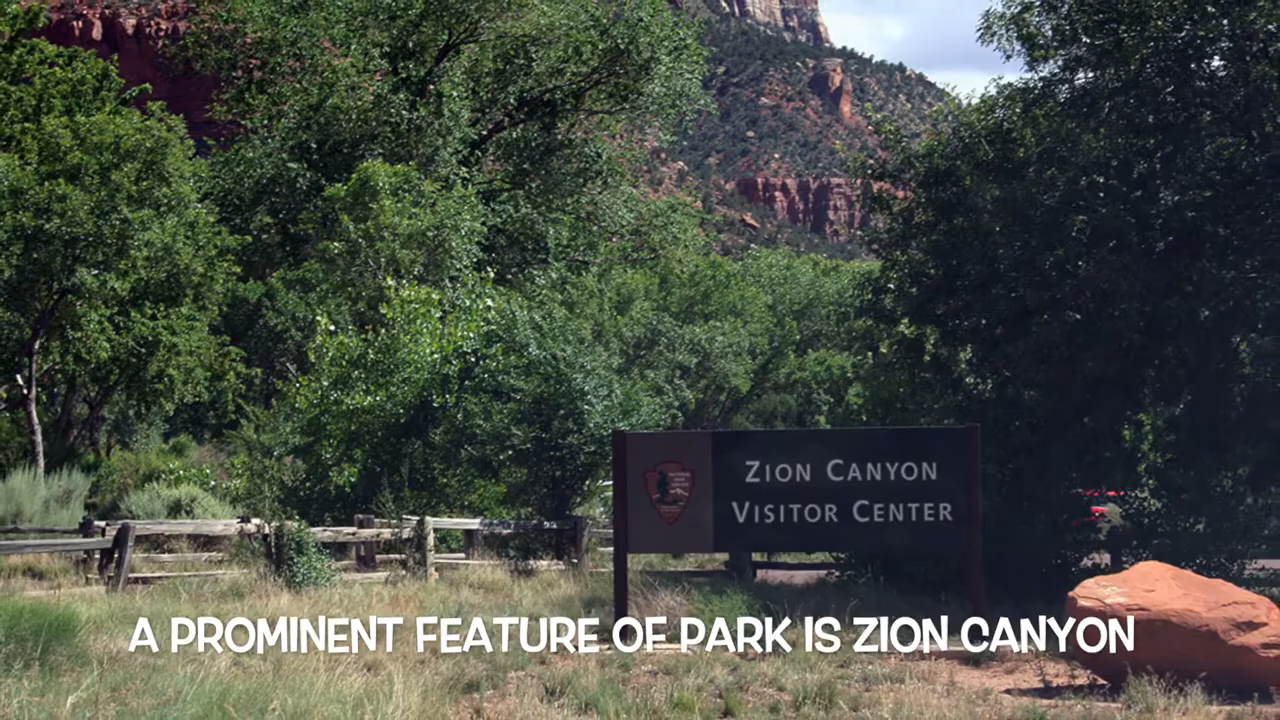 ZION CANYON
VISITOR CENTER
A PROMINENT FEATURE OF PARK IS ZION CANYON